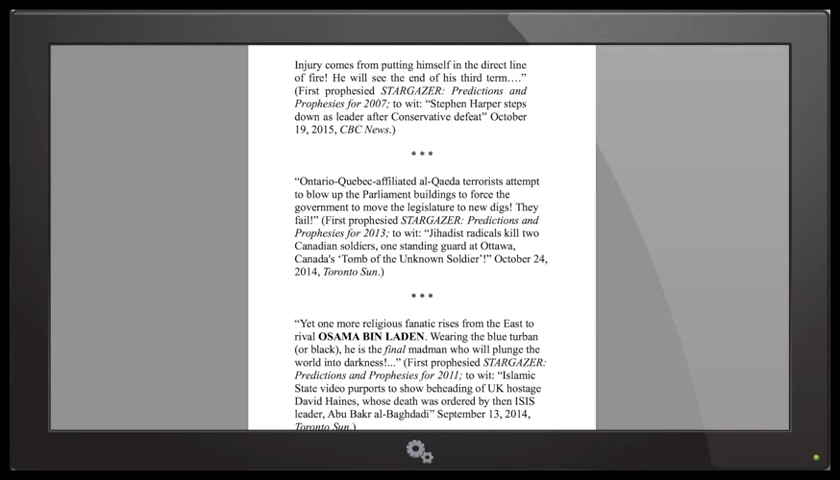 Injury comes from putting himself in the direct line
of fire! He will see the end of his third term….”
(First prophesied STARGAZER: Predictions and
Prophesies for 2007; to wit: “Stephen Harper steps
down as leader after Conservative defeat” October
19, 2015, CBC News.)
* * *
“Ontario-Quebec-affiliated al-Qaeda terrorists attempt
to blow up the Parliament buildings to force the
government to move the legislature to new digs! They
fail!” (First prophesied STARGAZER: Predictions and
Prophesies for 2013; to wit: “Jihadist radicals kill two
Canadian soldiers, one standing guard at Ottawa,
Canada's ‘Tomb of the Unknown Soldier’!” October 24,
2014, Toronto Sun.)
* * *
“Yet one more religious fanatic rises from the East to
rival OSAMA BIN LADEN. Wearing the blue turban
(or black), he is the final madman who will plunge the
world into darkness!...” (First prophesied STARGAZER:
Predictions and Prophesies for 2011; to wit: “Islamic
State video purports to show beheading of UK hostage
David Haines, whose death was ordered by then ISIS
leader, Abu Bakr al-Baghdadi” September 13, 2014,
Toronto Sun.)